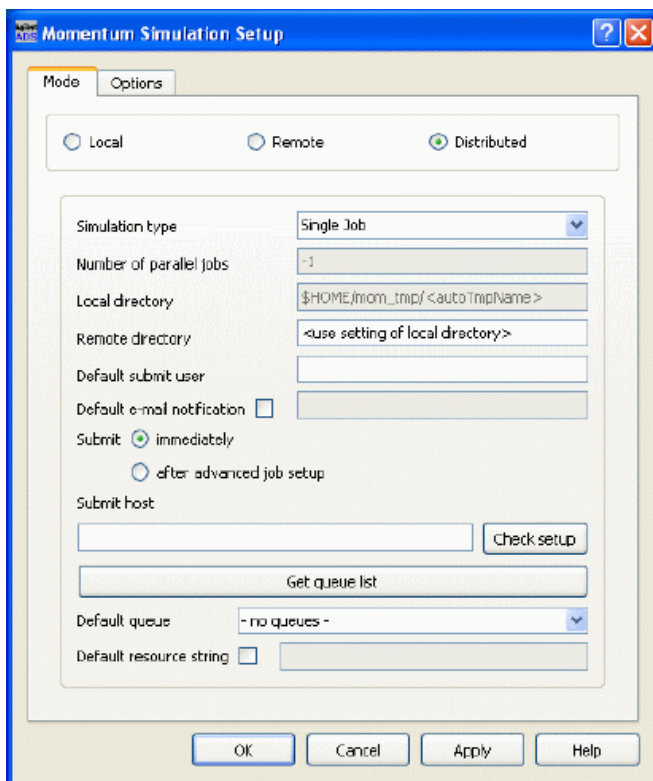 ADS Momentum Simulation Setup
Mode Options
Local Remote Distributed
Simulation type Single Job
Number of parallel jobs -1
Local directory $HOME/mom_tmp/<autoTmpName>
Remote directory <use setting of local directory>
Default submit user
Default e-mail notification
Submit immediately
after advanced job setup
Submit host
Check setup
Get queue list
Default queue - no queues -
Default resource string
OK Cancel Apply Help